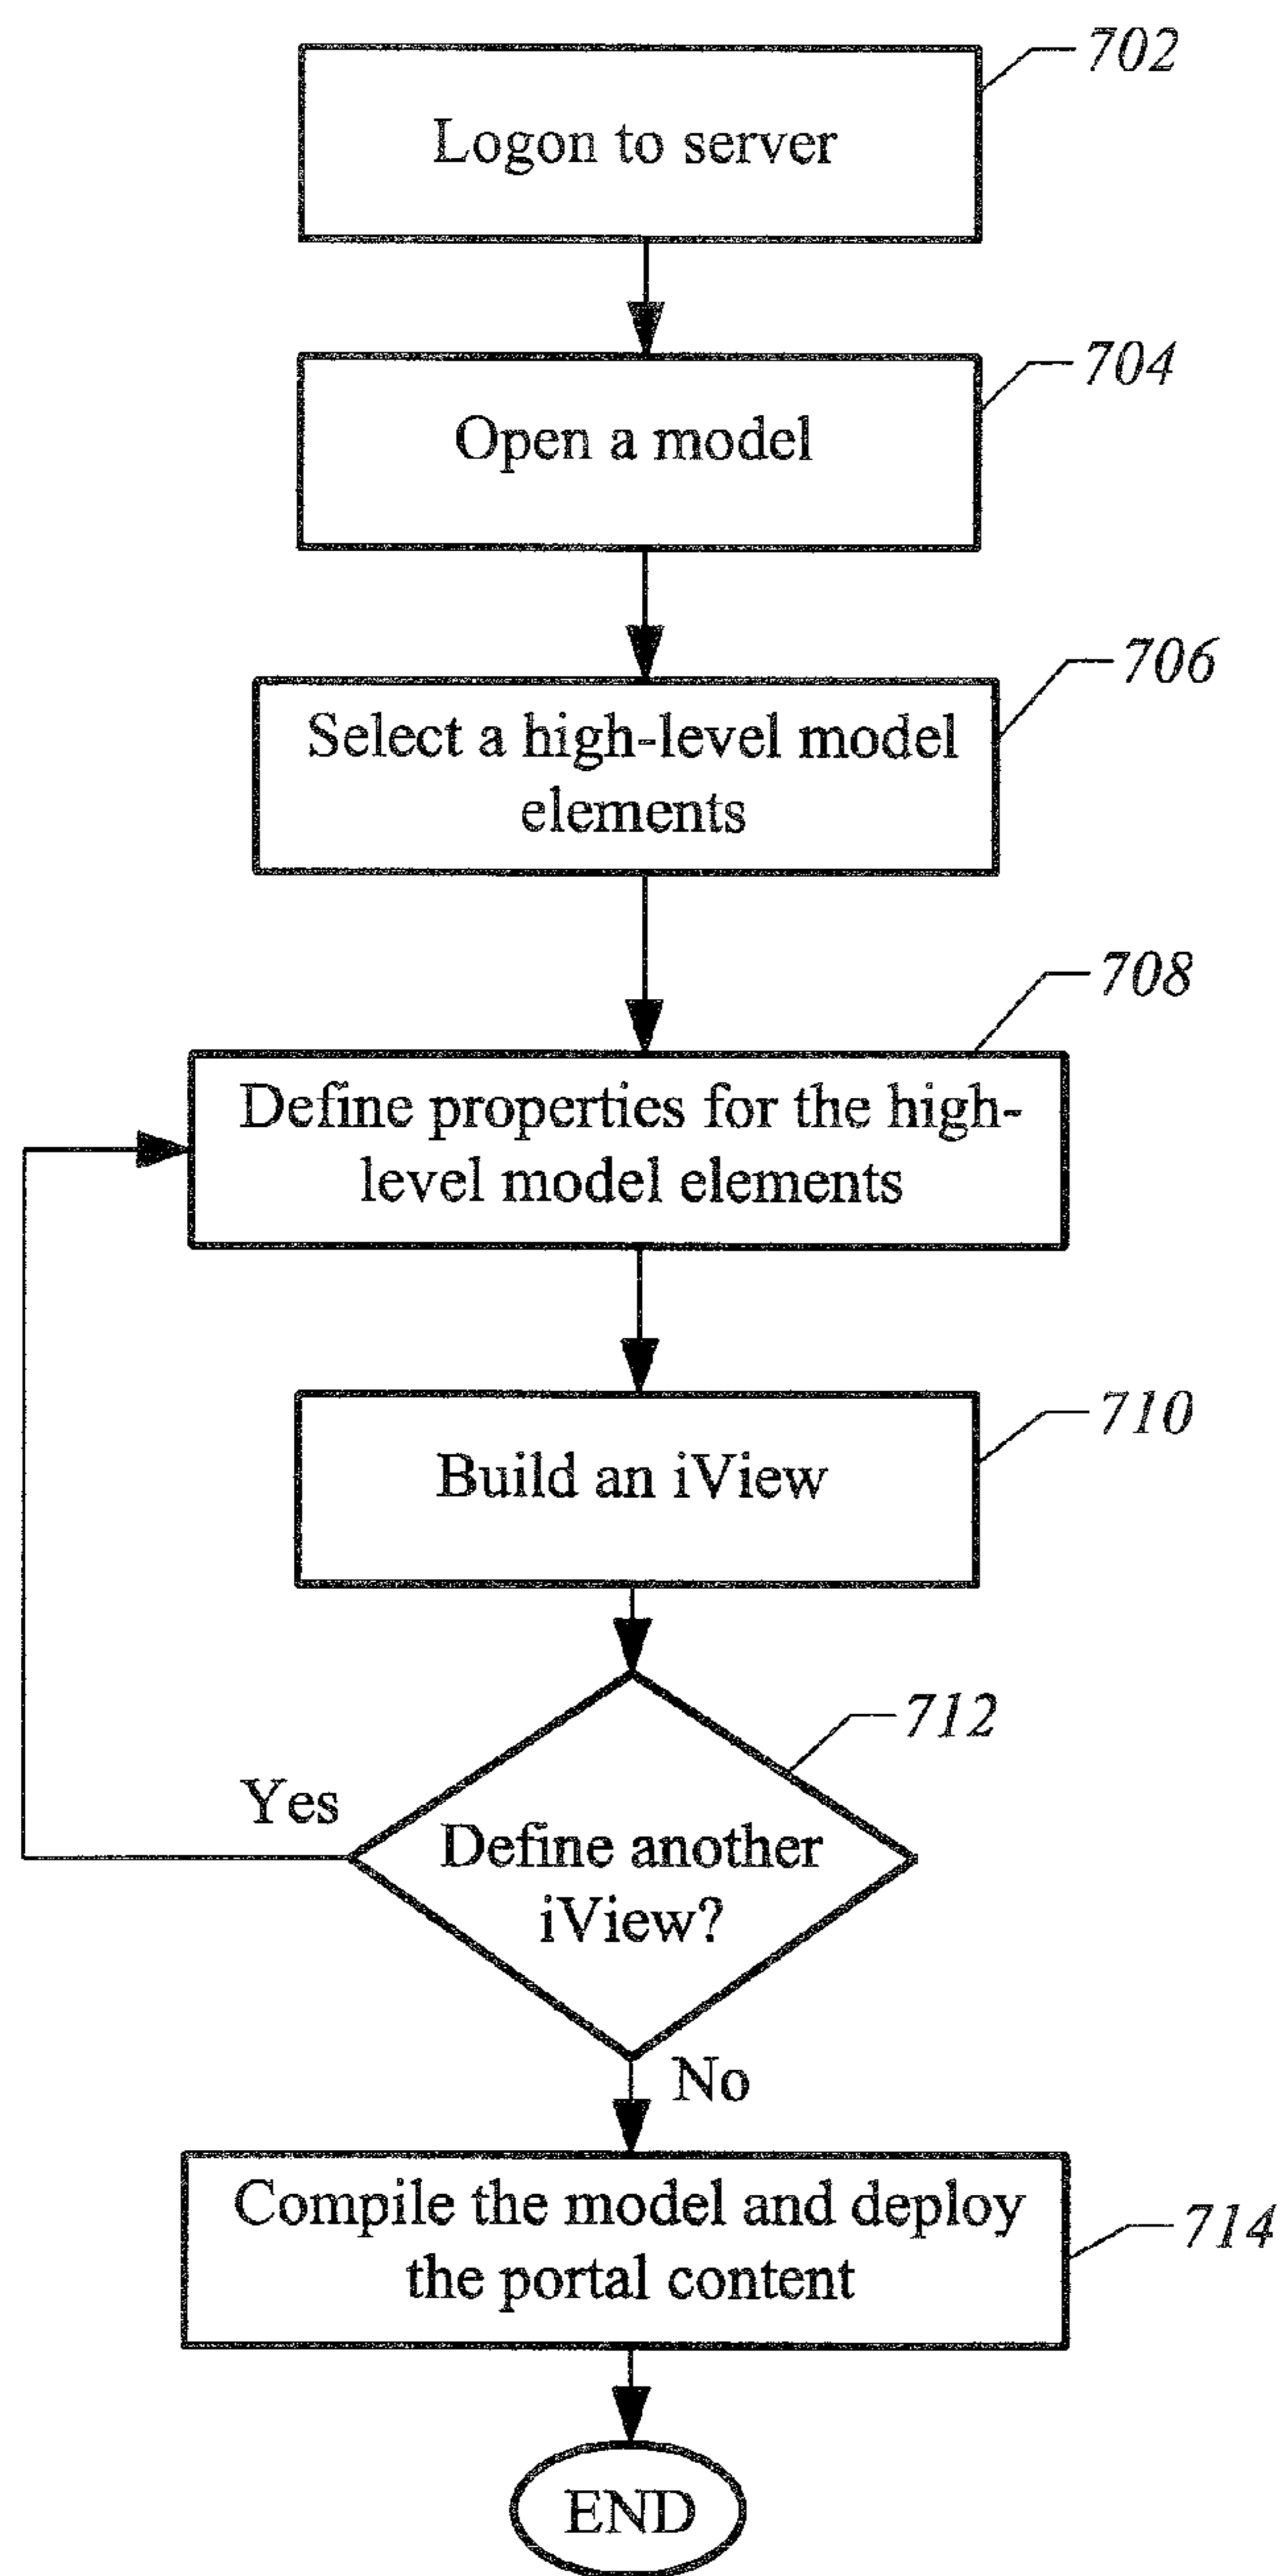 702
Logon to server
704
Open a model
706
Select a high-level model
elements
708
Define properties for the high-
level model elements
710
Build an iView
712
Yes
Define another
iView?
No
Compile the model and deploy
the portal content
714
END